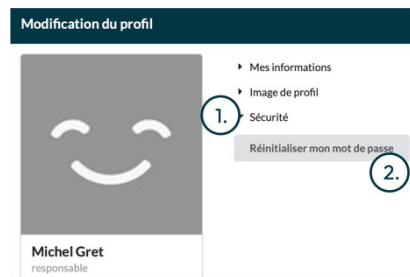 Modification du profil
Mes informations
Image de profil
1.
Sécurité
Réinitialiser mon mot de passe
2.
Michel Gret
responsable